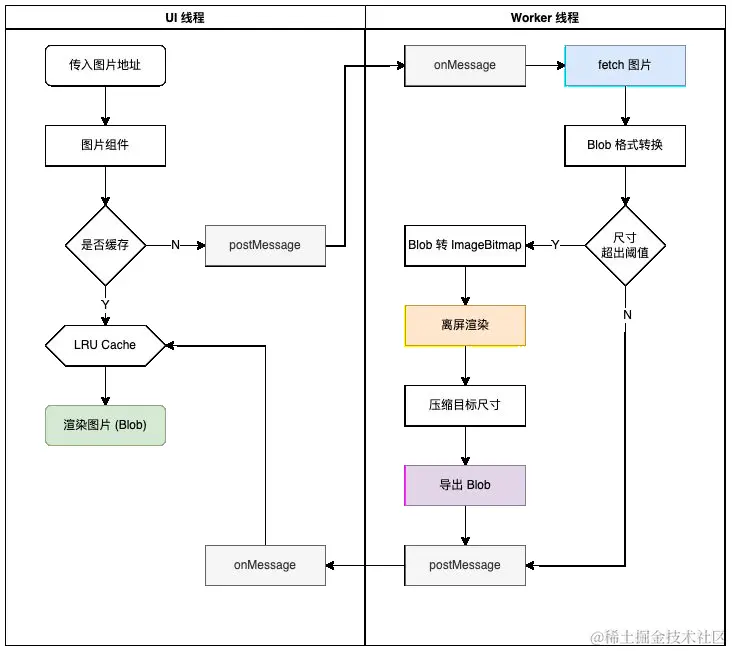 UI 线程
Worker 线程
传入图片地址
onMessage
fetch 图片
图片组件
Blob 格式转换
是否缓存
N
postMessage
Blob 转 ImageBitmap
Y
尺寸
超出阈值
Y
N
LRU Cache
离屏渲染
渲染图片 (Blob)
压缩目标尺寸
导出 Blob
onMessage
postMessage
@稀土掘金技术社区